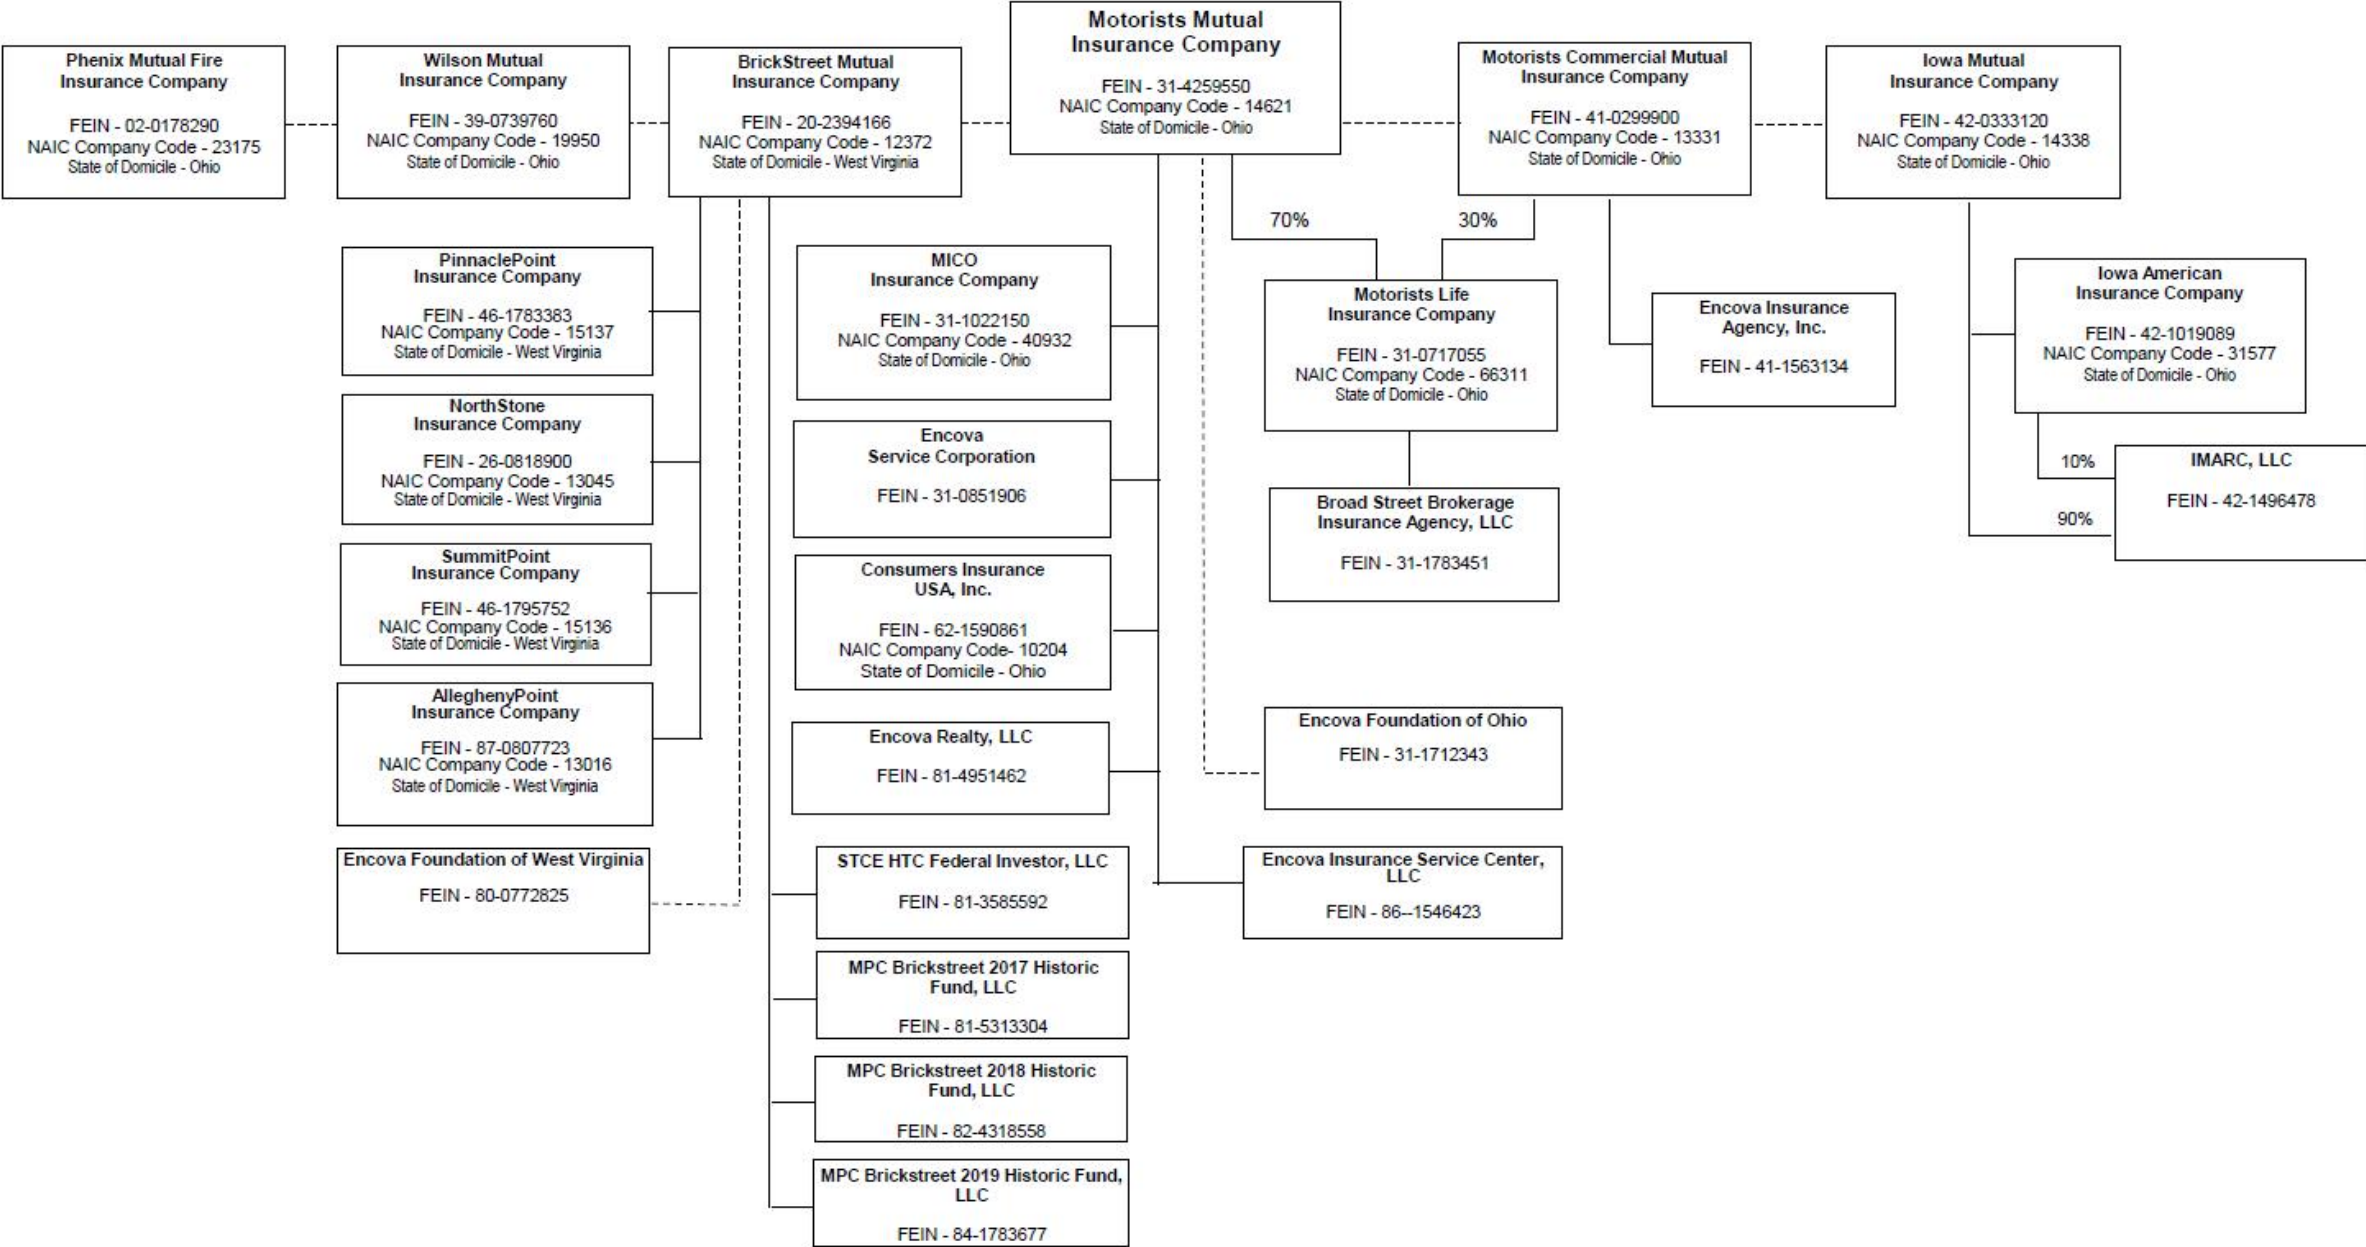 Motorists Mutual
Insurance Company
FEIN - 31-4259550
NAIC Company Code - 14621
State of Domicile - Ohio
Phenix Mutual Fire
Insurance Company
FEIN - 02-0178290
NAIC Company Code - 23175
State of Domicile - Ohio
Wilson Mutual
Insurance Company
FEIN - 39-0739760
NAIC Company Code - 19950
State of Domicile - Ohio
BrickStreet Mutual
Insurance Company
FEIN - 20-2394166
NAIC Company Code - 12372
State of Domicile - West Virginia
Motorists Commercial Mutual
Insurance Company
FEIN - 41-0299900
NAIC Company Code - 13331
State of Domicile - Ohio
Iowa Mutual
Insurance Company
FEIN - 42-0333120
NAIC Company Code - 14338
State of Domicile - Ohio
70%
30%
PinnaclePoint
Insurance Company
FEIN - 46-1783383
NAIC Company Code - 15137
State of Domicile - West Virginia
NorthStone
Insurance Company
FEIN - 26-0818900
NAIC Company Code - 13045
State of Domicile - West Virginia
SummitPoint
Insurance Company
FEIN - 46-1795752
NAIC Company Code - 15136
State of Domicile - West Virginia
AlleghenyPoint
Insurance Company
FEIN - 87-0807723
NAIC Company Code - 13016
State of Domicile - West Virginia
Encova Foundation of West Virginia
FEIN - 80-0772825
MICO
Insurance Company
FEIN - 31-1022150
NAIC Company Code - 40932
State of Domicile - Ohio
Encova
Service Corporation
FEIN - 31-0851906
Consumers Insurance
USA, Inc.
FEIN - 62-1590861
NAIC Company Code- 10204
State of Domicile - Ohio
Encova Realty, LLC
FEIN - 81-4951462
STCE HTC Federal Investor, LLC
FEIN - 81-3585592
MPC Brickstreet 2017 Historic
Fund, LLC
FEIN - 81-5313304
MPC Brickstreet 2018 Historic
Fund, LLC
FEIN - 82-4318558
MPC Brickstreet 2019 Historic Fund,
LLC
FEIN - 84-1783677
Motorists Life
Insurance Company
FEIN - 31-0717055
NAIC Company Code - 66311
State of Domicile - Ohio
Broad Street Brokerage
Insurance Agency, LLC
FEIN - 31-1783451
Encova Foundation of Ohio
FEIN - 31-1712343
Encova Insurance Service Center,
LLC
FEIN - 86--1546423
Encova Insurance
Agency, Inc.
FEIN - 41-1563134
Iowa American
Insurance Company
FEIN - 42-1019089
NAIC Company Code - 31577
State of Domicile - Ohio
10%
90%
IMARC, LLC
FEIN - 42-1496478